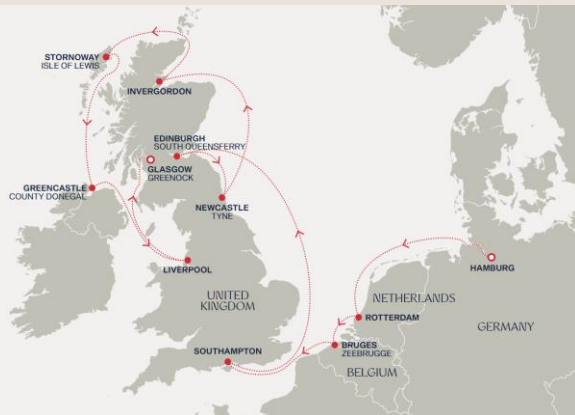 STORNOWAY
ISLE OF LEWIS
INVERGORDON
EDINBURGH
SOUTH QUEENSFERRY
GLASGOW
GREENOCK
GREENCASTLE
COUNTY DONEGAL
NEWCASTLE
TYNE
LIVERPOOL
HAMBURG
UNITED
KINGDOM
NETHERLANDS
ROTTERDAM
GERMANY
SOUTHAMPTON
BRUGES
ZEEBRUGGE
BELGIUM